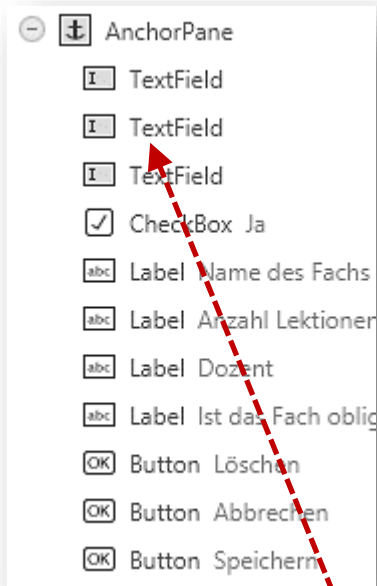 AnchorPane
TextField
TextField
TextField
CheckBox Ja
Label Name des Fachs
Label Anzahl Lektionen
Label Dozent
Label Ist das Fach oblig
Button Löschen
Button Abbrechen
Button Speichern